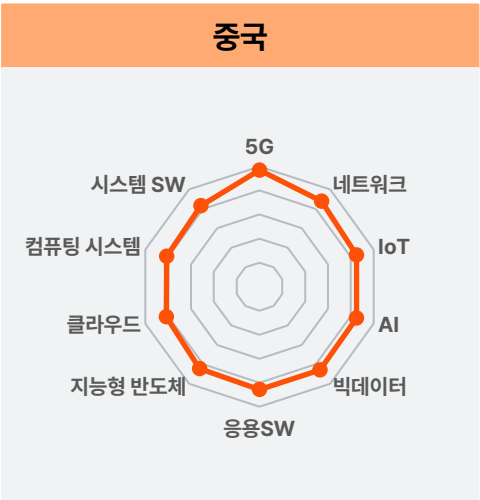 중국
5G
시스템 SW
네트워크
컴퓨팅 시스템
IoT
클라우드
AI
지능형 반도체
빅데이터
응용SW